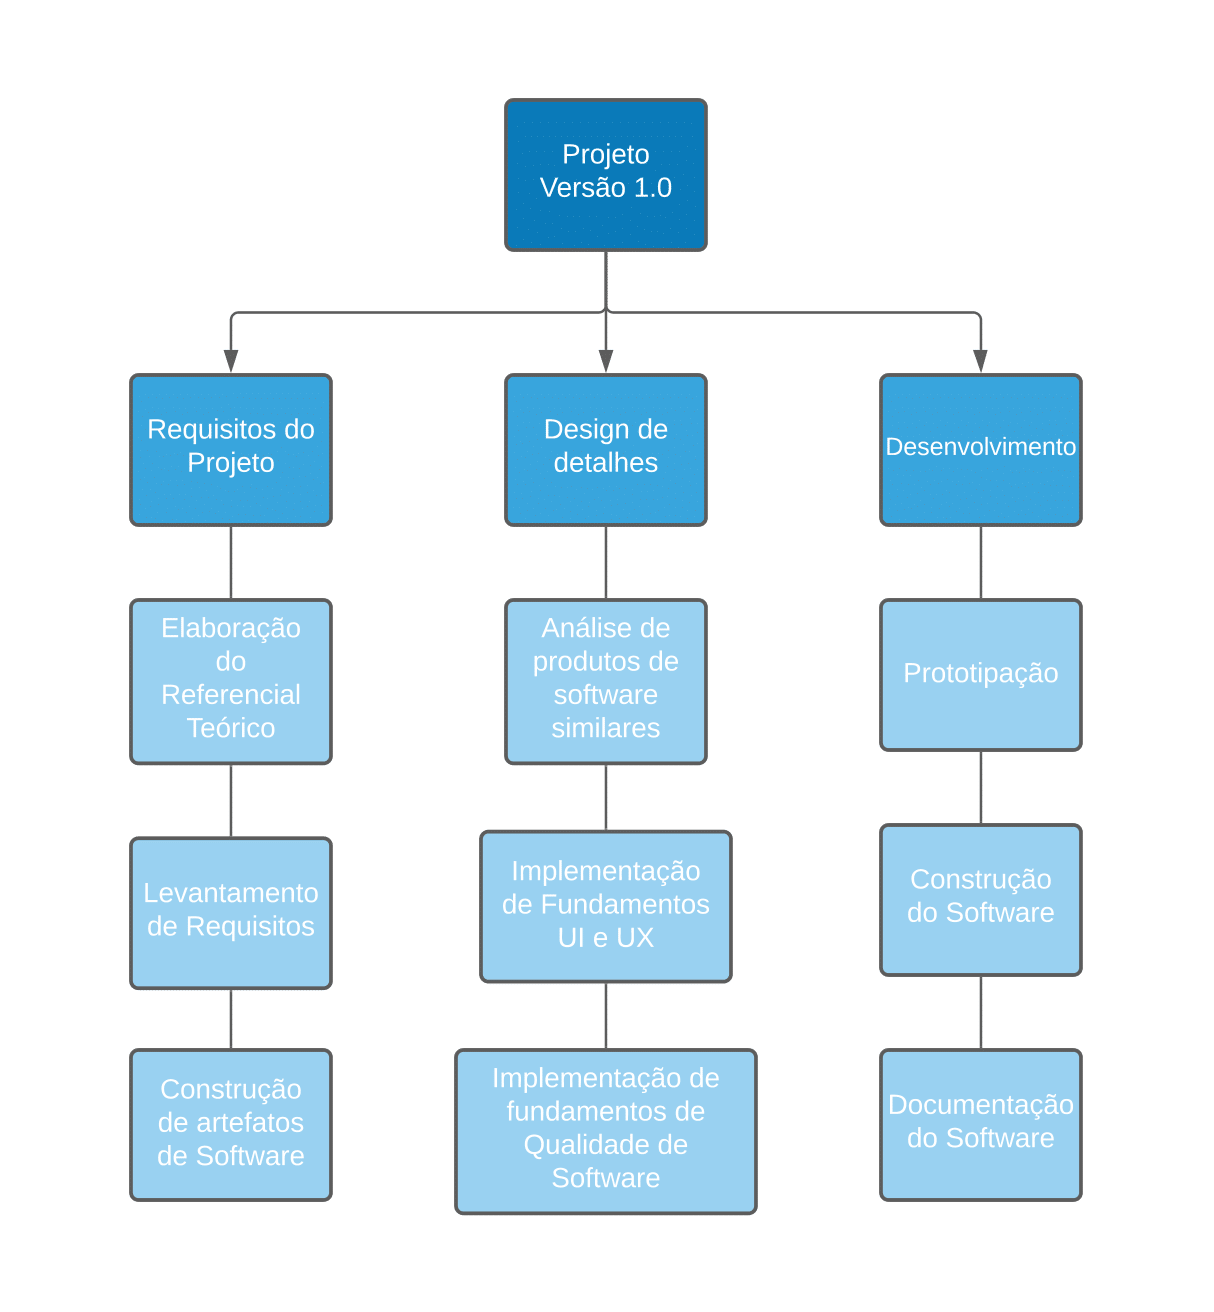 Projeto
Versão 1.0
Requisitos do
Projeto
Design de
detalhes
Desenvolvimento
Elaboração
do
Referencial
Teórico
Análise de
produtos de
software
similares
Prototipação
Levantamento
de Requisitos
Implementação
de Fundamentos
UI e UX
Construção
do Software
Construção
de artefatos
de Software
Implementação de
fundamentos de
Qualidade de
Software
Documentação
do Software